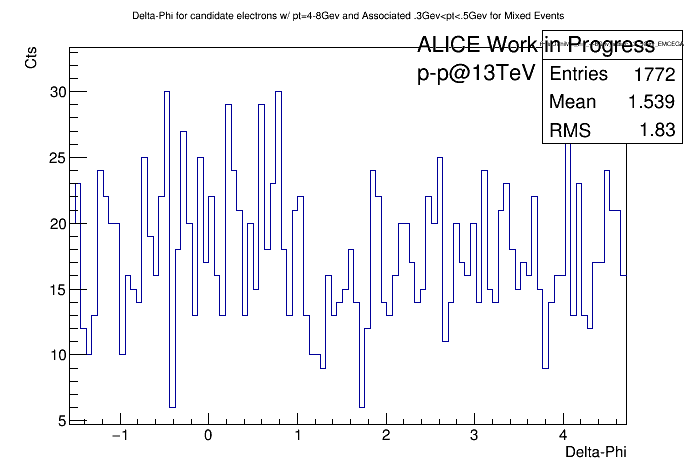 Delta-Phi for candidate electrons w/ pt=4-8Gev and Associated .3Gev<pt<.5Gev for Mixed Events
Cts
ALICE Work in Progress
p-p@13TeV
Entries 1772
Mean 1.539
RMS 1.83
30
25
20
15
10
5
−1 0 1 2 3 4
Delta-Phi